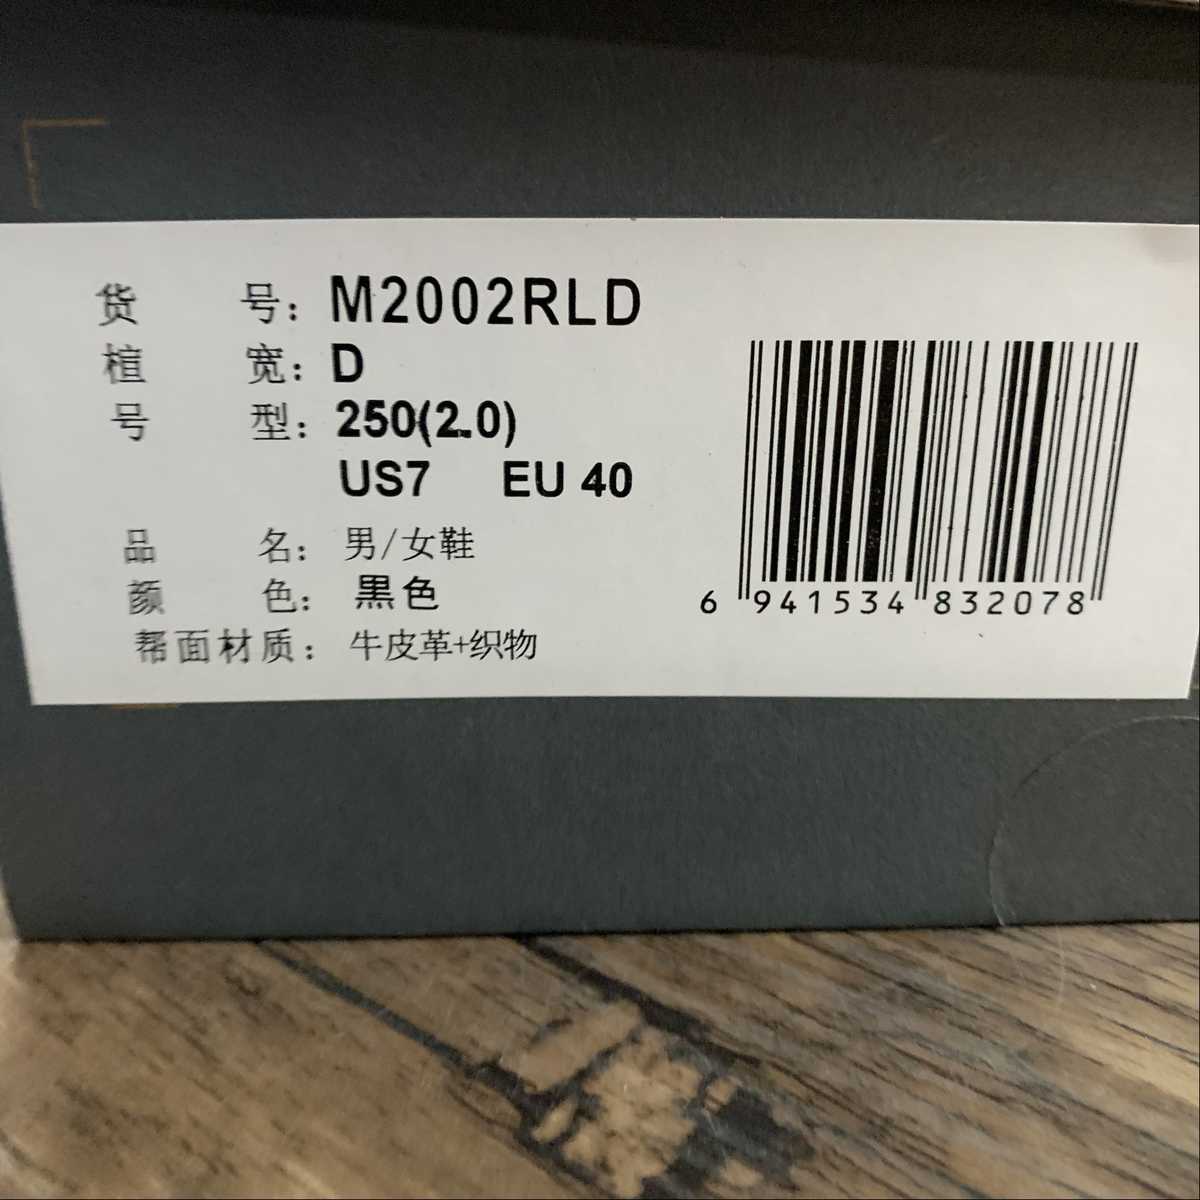 货 号：M2002RLD
楦 宽：D
号 型：250(2.0)
US7 EU 40
品 名：男/女鞋
颜 色：黑色
帮面材质：牛皮革+织物
6 941534 832078